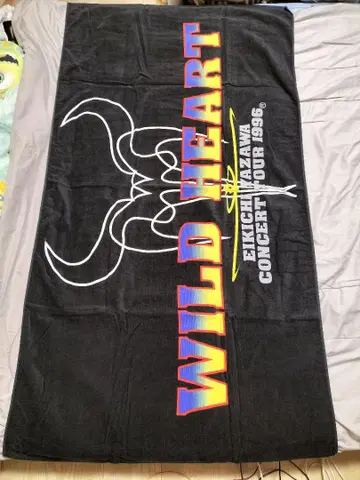 WILD HEART
EIKICHI YAZAWA
CONCERT TOUR 1996®